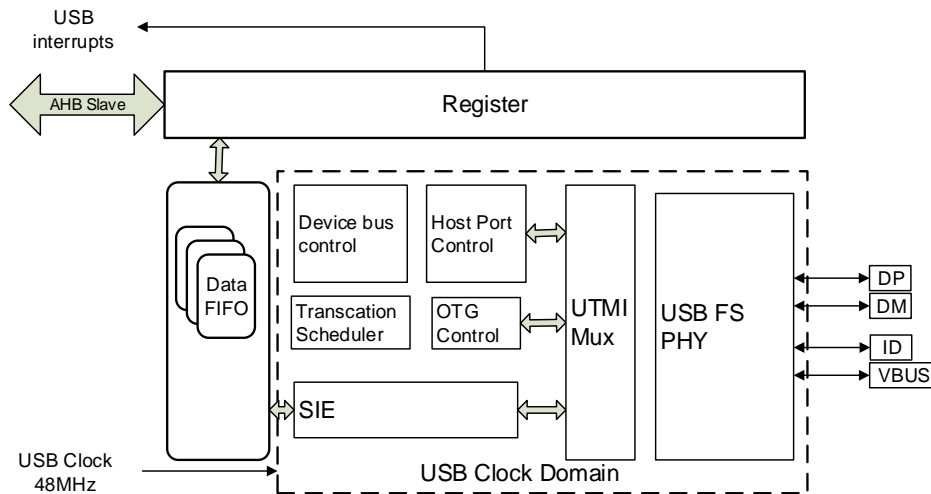 USB
interrupts
AHB Slave
Register
Device bus
control
Host Port
Control
Data
FIFO
Transcation
Scheduler
OTG
Control
UTMI
Mux
USB FS
PHY
DP
DM
ID
VBUS
SIE
USB Clock
48MHz
USB Clock Domain